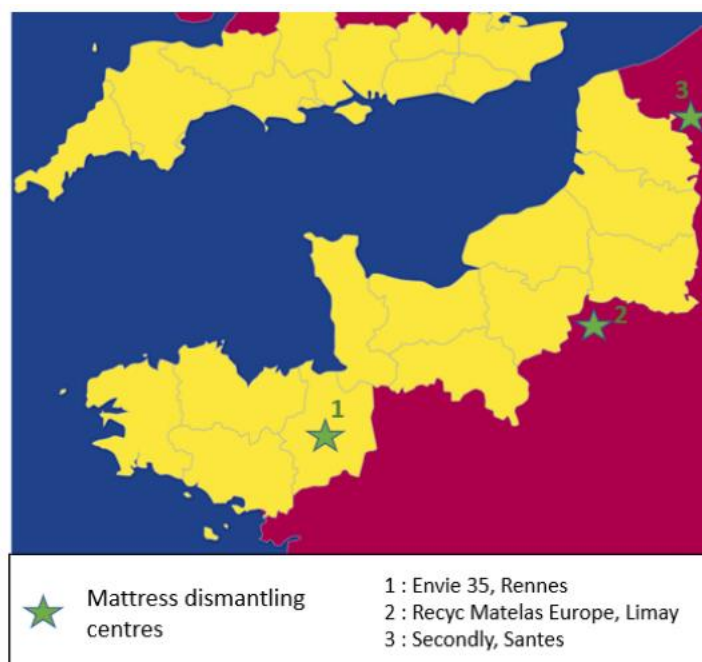 3
2
1
Mattress dismantling
centres
1 : Envie 35, Rennes
2 : Recyc Matelas Europe, Limay
3 : Secondly, Santes